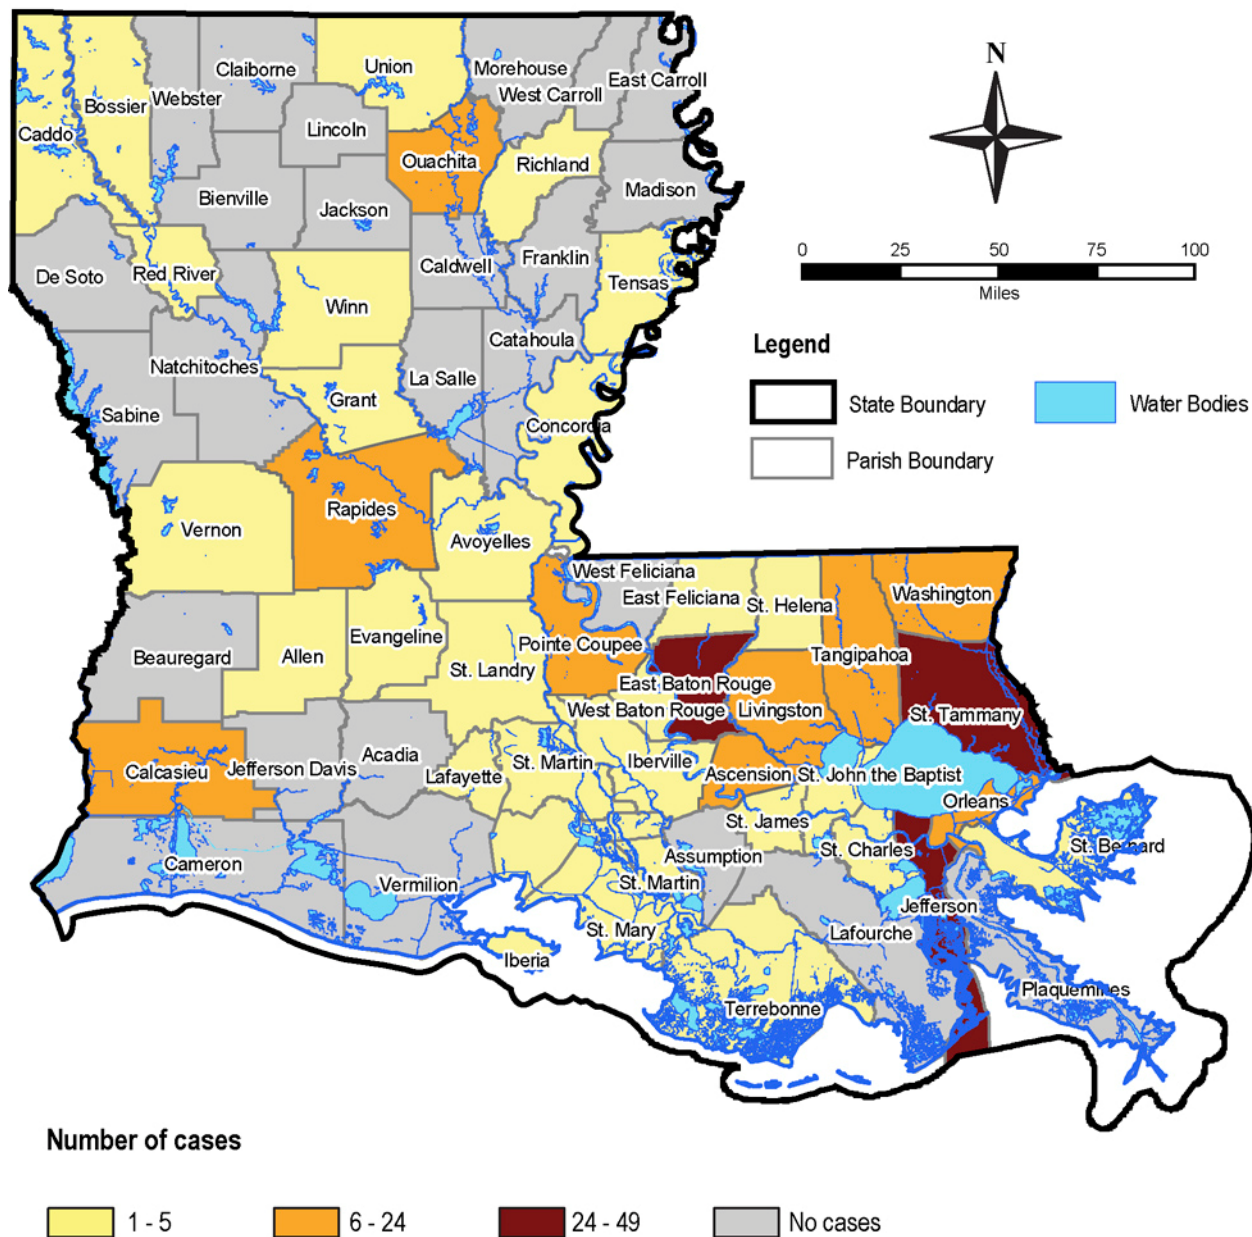 N
0 25 50 75 100
Miles
Legend
State Boundary
Water Bodies
Parish Boundary
Claiborne
Union
Morehouse
East Carroll
Webster
West Carroll
Bossier
Caddo
Lincoln
Ouachita
Richland
Madison
Bienville
Jackson
De Soto
Red River
Caldwell
Franklin
Tensas
Winn
Catahoula
Natchitoches
La Salle
Grant
Sabine
Concordia
Rapides
Vernon
Avoyelles
West Feliciana
East Feliciana
St. Helena
Washington
Evangeline
Pointe Coupee
Tangipahoa
Beauregard
Allen
St. Landry
East Baton Rouge
West Baton Rouge
Livingston
St. Tammany
Acadia
Calcasieu
Jefferson Davis
Lafayette
St. Martin
Iberville
Ascension
St. John the Baptist
Orleans
St. James
St. Charles
St. Bernard
Cameron
Vermilion
Assumption
St. Martin
Jefferson
St. Mary
Lafourche
Iberia
Plaquemines
Terrebonne
Number of cases
1 - 5
6 - 24
24 - 49
No cases